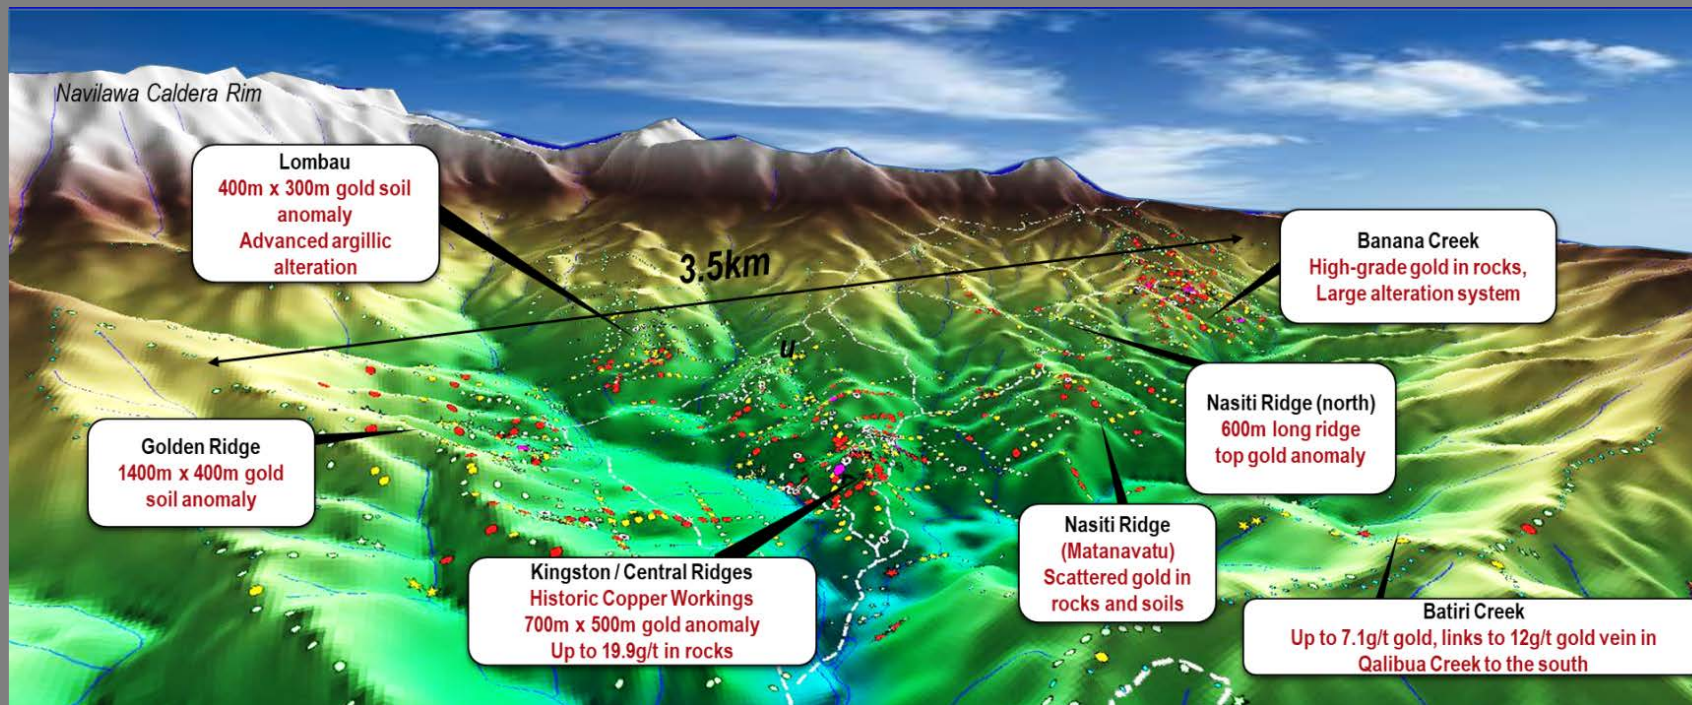 Navilawa Caldera Rim
Lombau
400m x 300m gold soil
anomaly
Advanced argillic
alteration
3.5km
Banana Creek
High-grade gold in rocks,
Large alteration system
u
Nasiti Ridge (north)
600m long ridge
top gold anomaly
Golden Ridge
1400m x 400m gold
soil anomaly
Nasiti Ridge
(Matanavatu)
Scattered gold in
rocks and soils
Kingston / Central Ridges
Historic Copper Workings
700m x 500m gold anomaly
Up to 19.9g/t in rocks
Batiri Creek
Up to 7.1g/t gold, links to 12g/t gold vein in
Qalibua Creek to the south